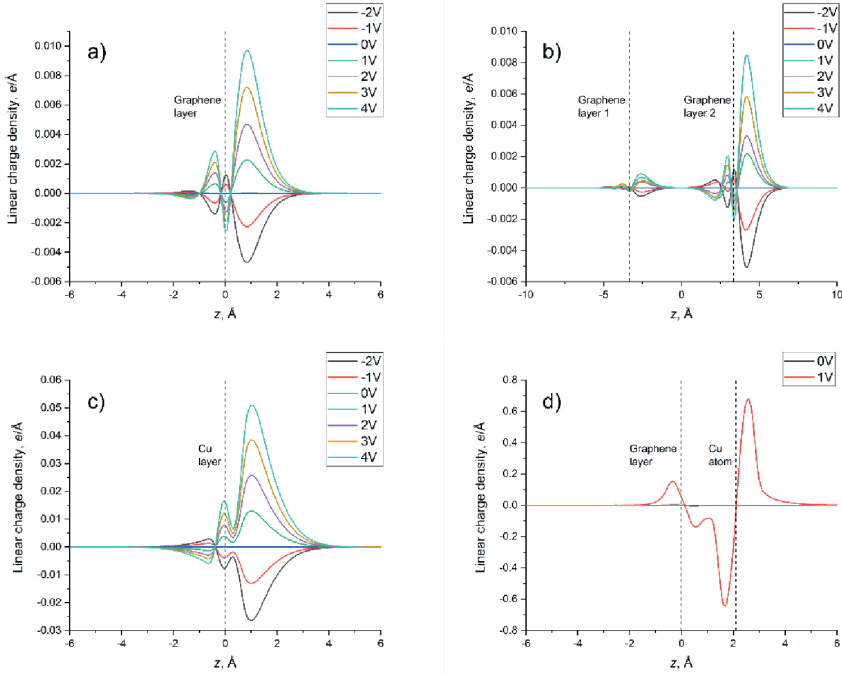 a)
-2V
-1V
0V
1V
2V
3V
4V
Graphene
layer
Linear charge density, e/Å
0.010
0.008
0.006
0.004
0.002
0.000
-0.002
-0.004
-0.006
-6
-4
-2
0
2
4
6
z, Å
b)
-2V
-1V
0V
1V
2V
3V
4V
Graphene
layer 1
Graphene
layer 2
Linear charge density, e/Å
0.010
0.008
0.006
0.004
0.002
0.000
-0.002
-0.004
-0.006
-10
-5
0
5
10
z, Å
c)
-2V
-1V
0V
1V
2V
3V
4V
Cu
layer
Linear charge density, e/Å
0.06
0.05
0.04
0.03
0.02
0.01
0.00
-0.01
-0.02
-0.03
-6
-4
-2
0
2
4
6
z, Å
d)
0V
1V
Graphene
layer
Cu
atom
Linear charge density, e/Å
0.8
0.6
0.4
0.2
0.0
-0.2
-0.4
-0.6
-0.8
-6
-4
-2
0
2
4
6
z, Å